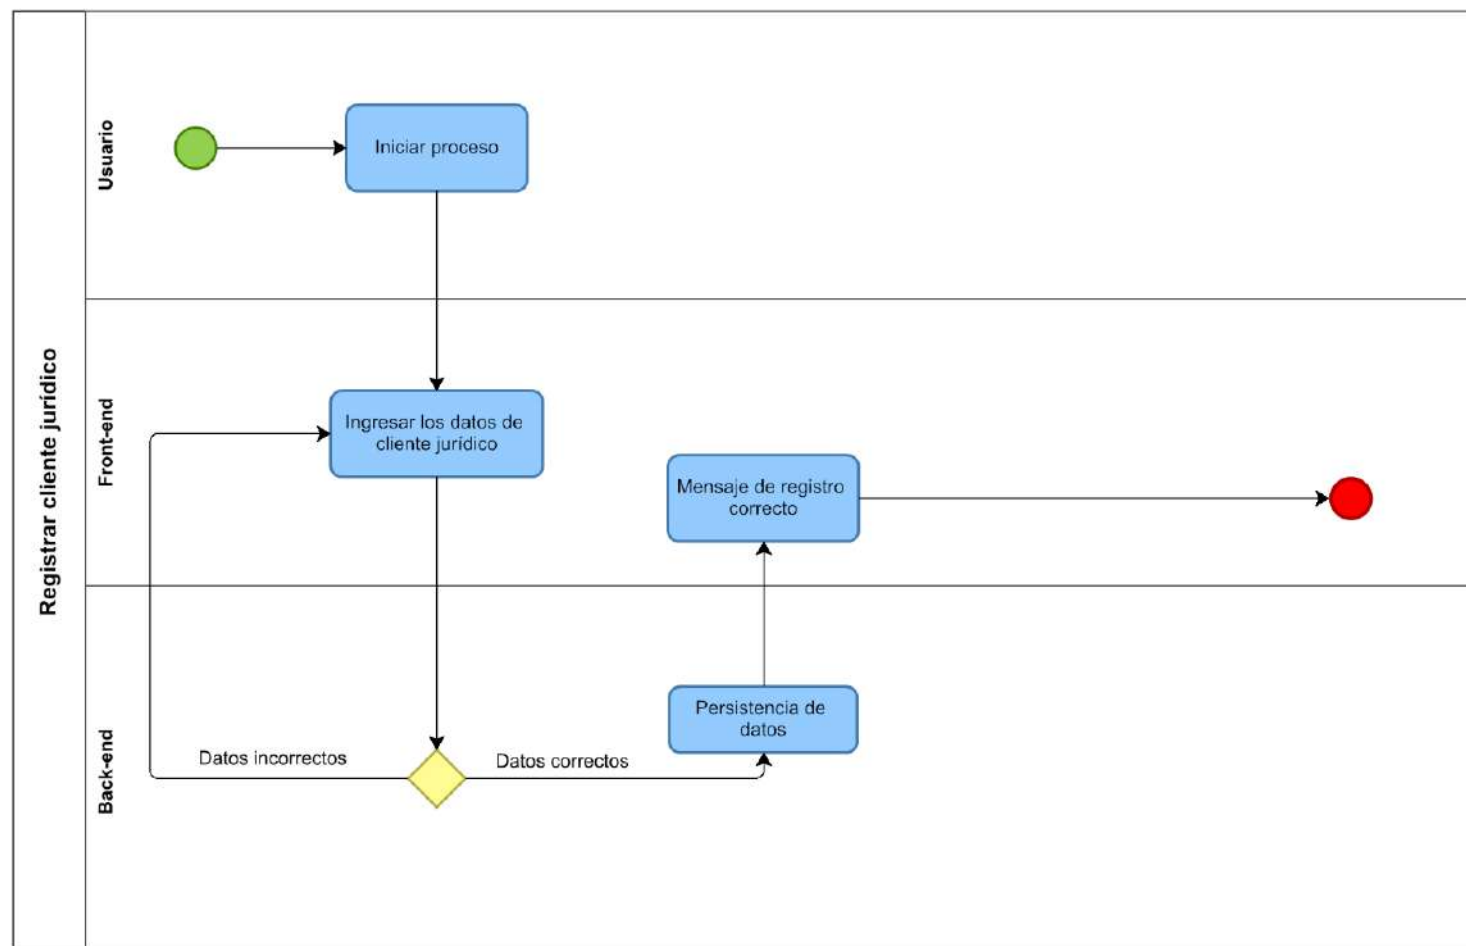 Registrar cliente jurídico
Usuario
Iniciar proceso
Front-end
Ingresar los datos de
cliente jurídico
Mensaje de registro
correcto
Back-end
Persistencia de
datos
Datos incorrectos
Datos correctos